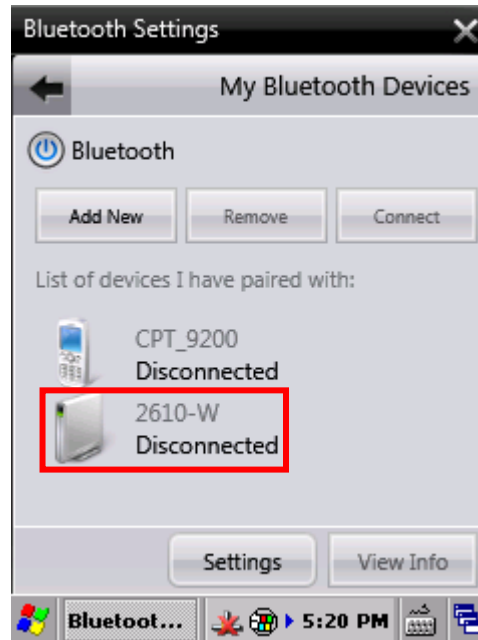 Bluetooth Settings
My Bluetooth Devices
Bluetooth
Add New Remove Connect
List of devices I have paired with:
CPT_9200
Disconnected
2610-W
Disconnected
Settings View Info
Bluetoot... 5:20 PM